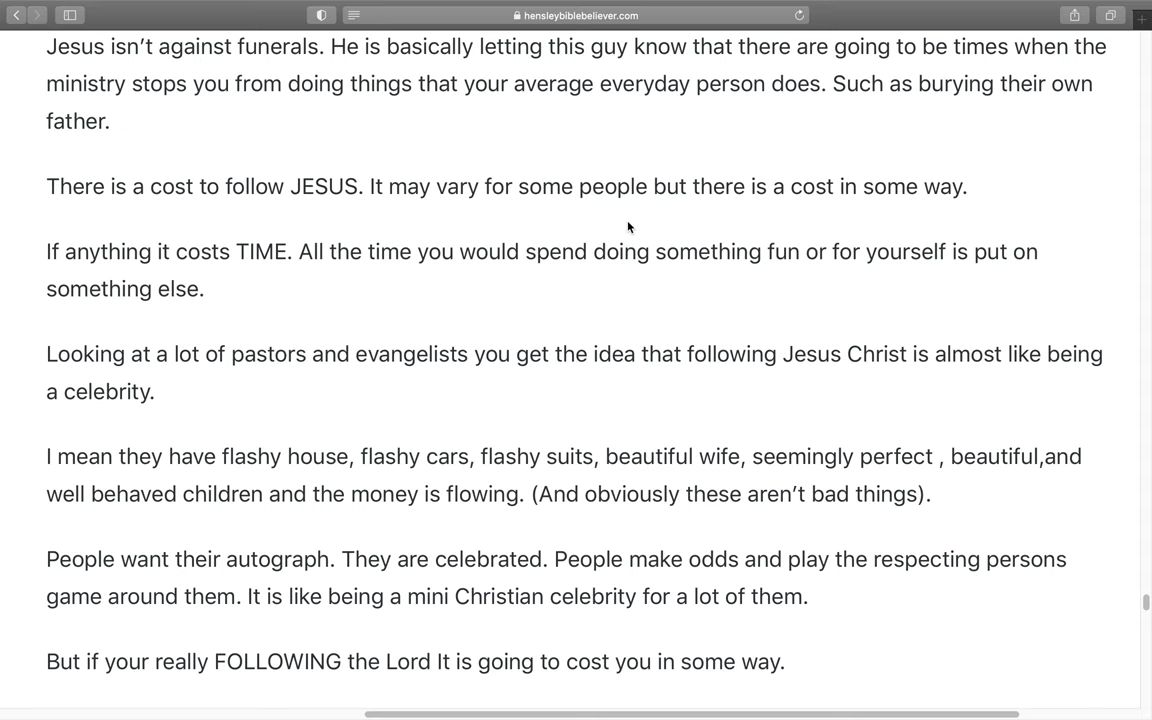 hensleybiblebeliever.com
Jesus isn’t against funerals. He is basically letting this guy know that there are going to be times when the
ministry stops you from doing things that your average everyday person does. Such as burying their own
father.
There is a cost to follow JESUS. It may vary for some people but there is a cost in some way.
If anything it costs TIME. All the time you would spend doing something fun or for yourself is put on
something else.
Looking at a lot of pastors and evangelists you get the idea that following Jesus Christ is almost like being
a celebrity.
I mean they have flashy house, flashy cars, flashy suits, beautiful wife, seemingly perfect , beautiful,and
well behaved children and the money is flowing. (And obviously these aren’t bad things).
People want their autograph. They are celebrated. People make odds and play the respecting persons
game around them. It is like being a mini Christian celebrity for a lot of them.
But if your really FOLLOWING the Lord It is going to cost you in some way.